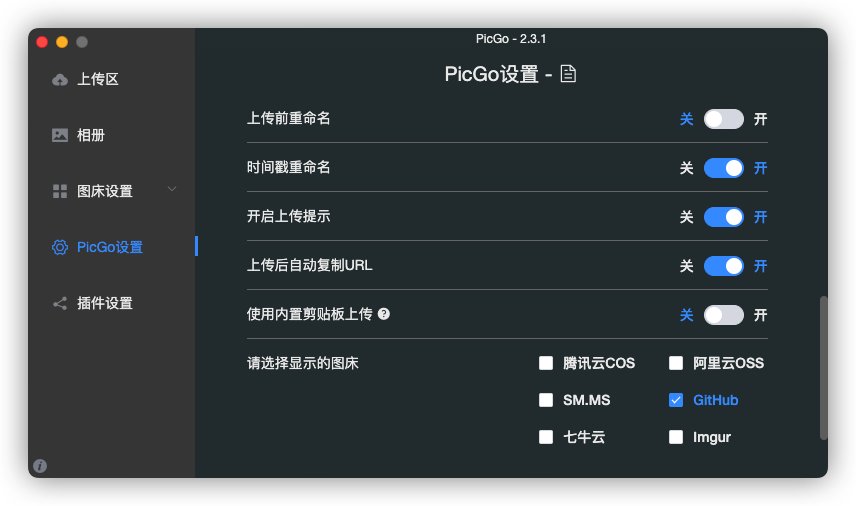 PicGo - 2.3.1
上传区
相册
图床设置
PicGo设置
插件设置
PicGo设置 -
上传前重命名 关 开
时间戳重命名 关 开
开启上传提示 关 开
上传后自动复制URL 关 开
使用内置剪贴板上传 ? 关 开
请选择显示的图床 腾讯云COS 阿里云OSS
SM.MS GitHub
七牛云 Imgur
i